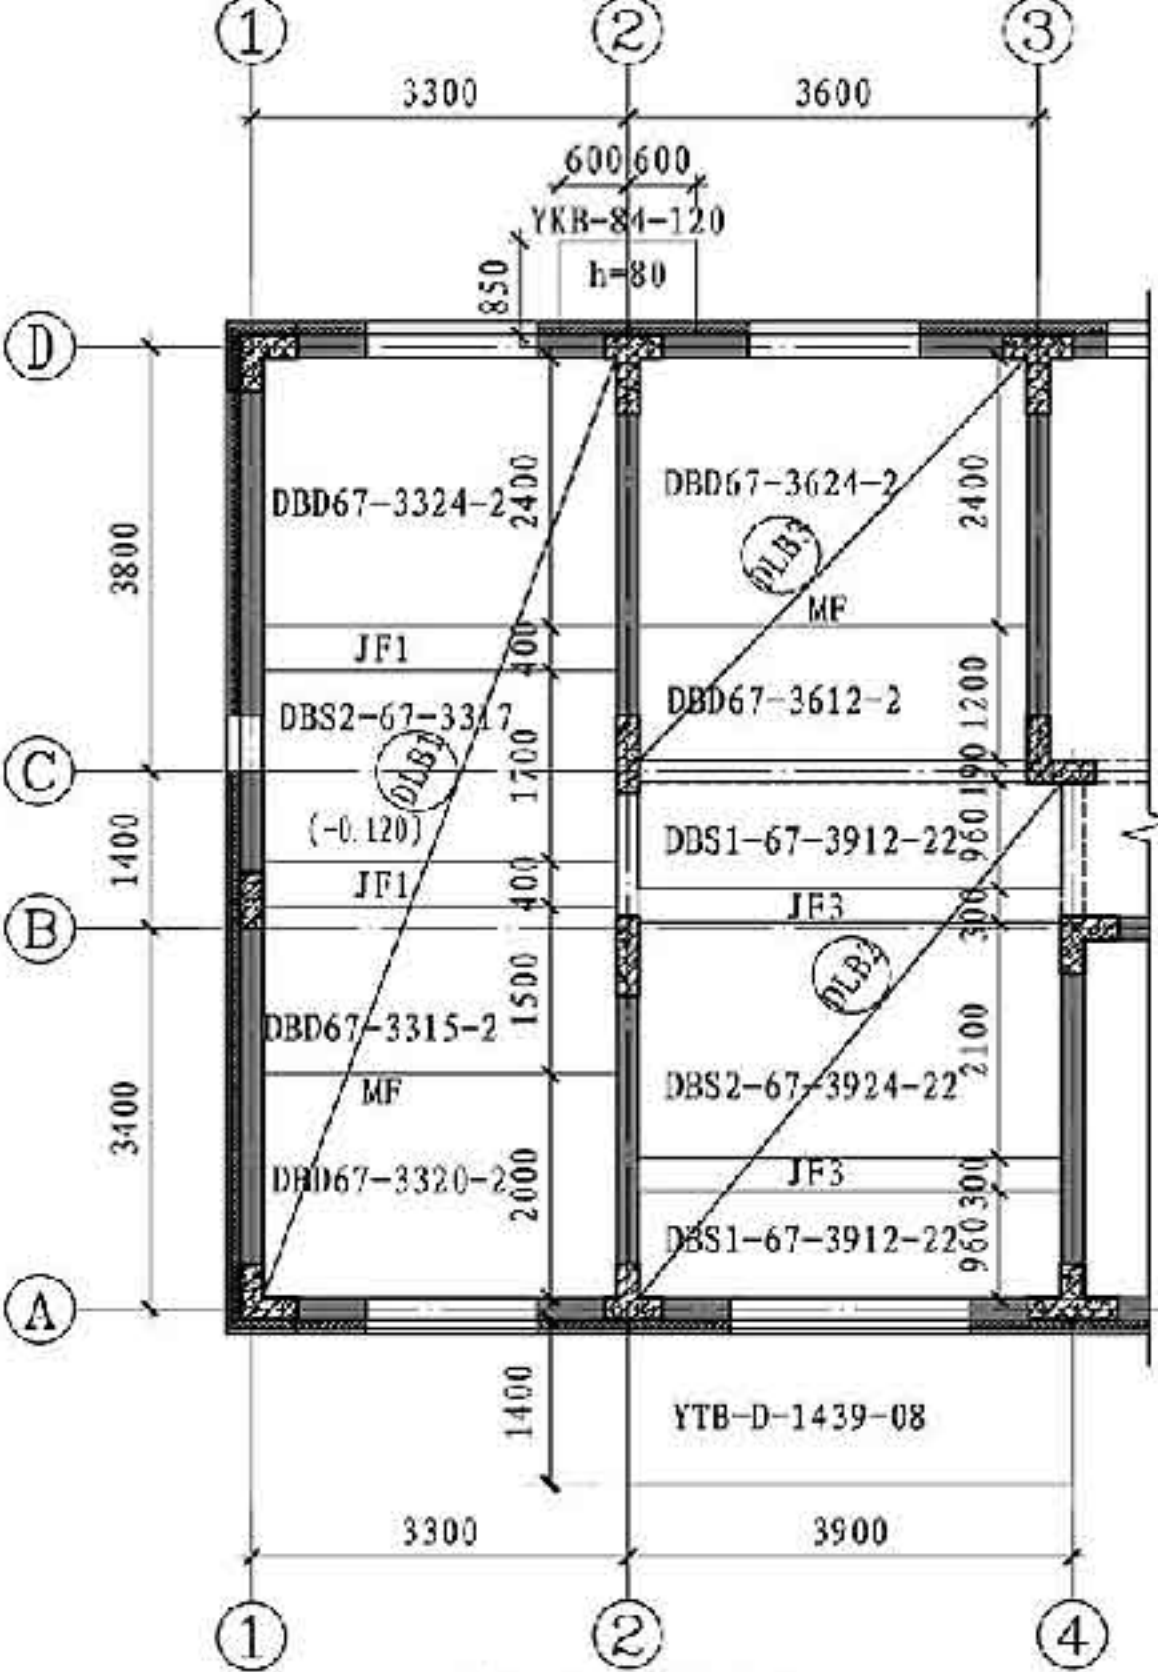 1 2 3
3300 3600
600 600
YKB-84-120
850
h=80
D
DBD67-3324-2
2400
DBD67-3624-2
2400
3800
DLB3
MF
JF1
400
DBS2-67-3317
DBD67-3612-2
1200
C
DLB1
1700
190
(-0.120)
1400
DBS1-67-3912-22
960
JF1
400
JF3
300
B
DLB2
1500
DBD67-3315-2
2100
MF
DBS2-67-3924-22
3400
DBD67-3320-2
2000
JF3
300
DBS1-67-3912-22
960
A
1400
YTB-D-1439-08
3300 3900
1 2 4